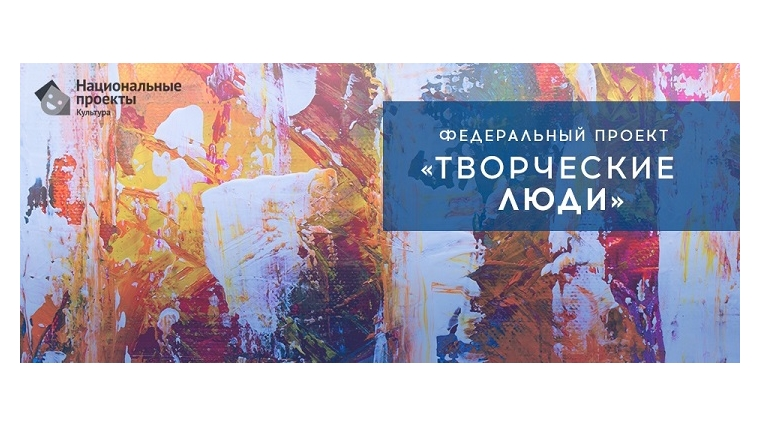 Национальные
проекты
Культура
ФЕДЕРАЛЬНЫЙ ПРОЕКТ
«ТВОРЧЕСКИЕ
ЛЮДИ»